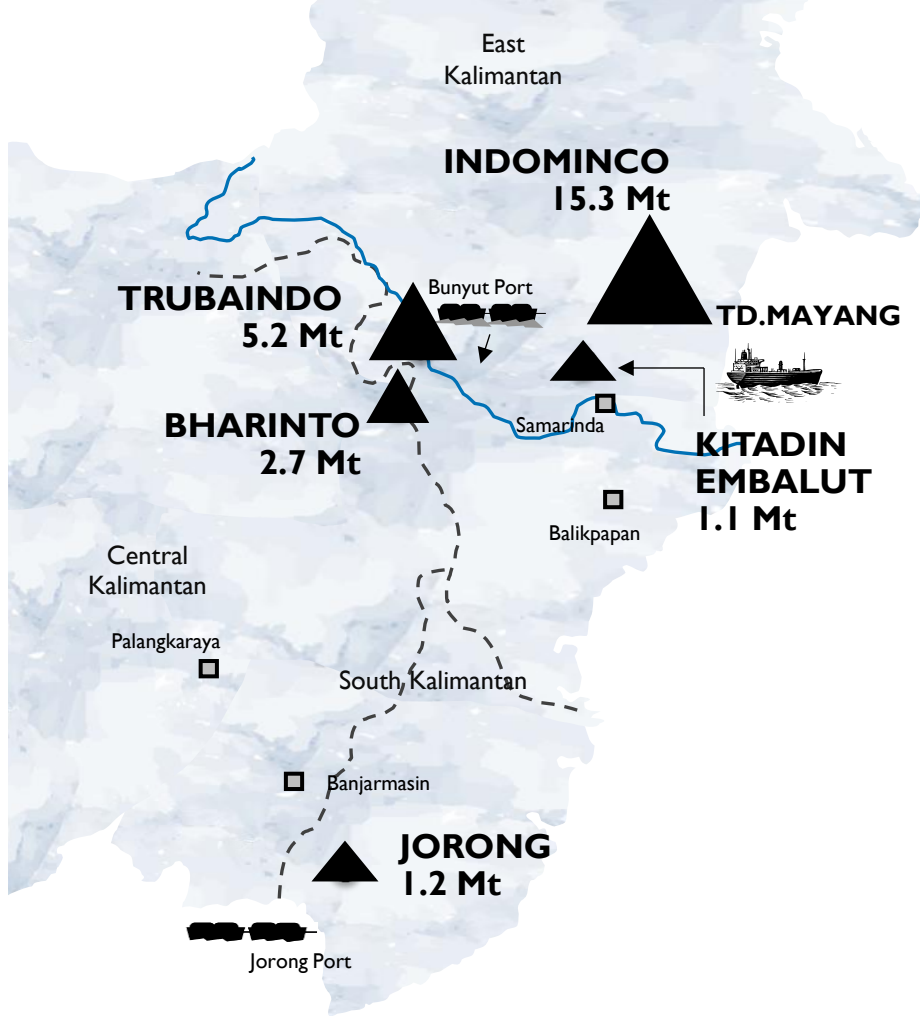 East
Kalimantan
INDOMINCO
15.3 Mt
TRUBAINDO
5.2 Mt
Bunyut Port
TD.MAYANG
BHARINTO
2.7 Mt
Samarinda
KITADIN
EMBALUT
1.1 Mt
Balikpapan
Central
Kalimantan
Palangkaraya
South Kalimantan
Banjarmasin
JORONG
1.2 Mt
Jorong Port